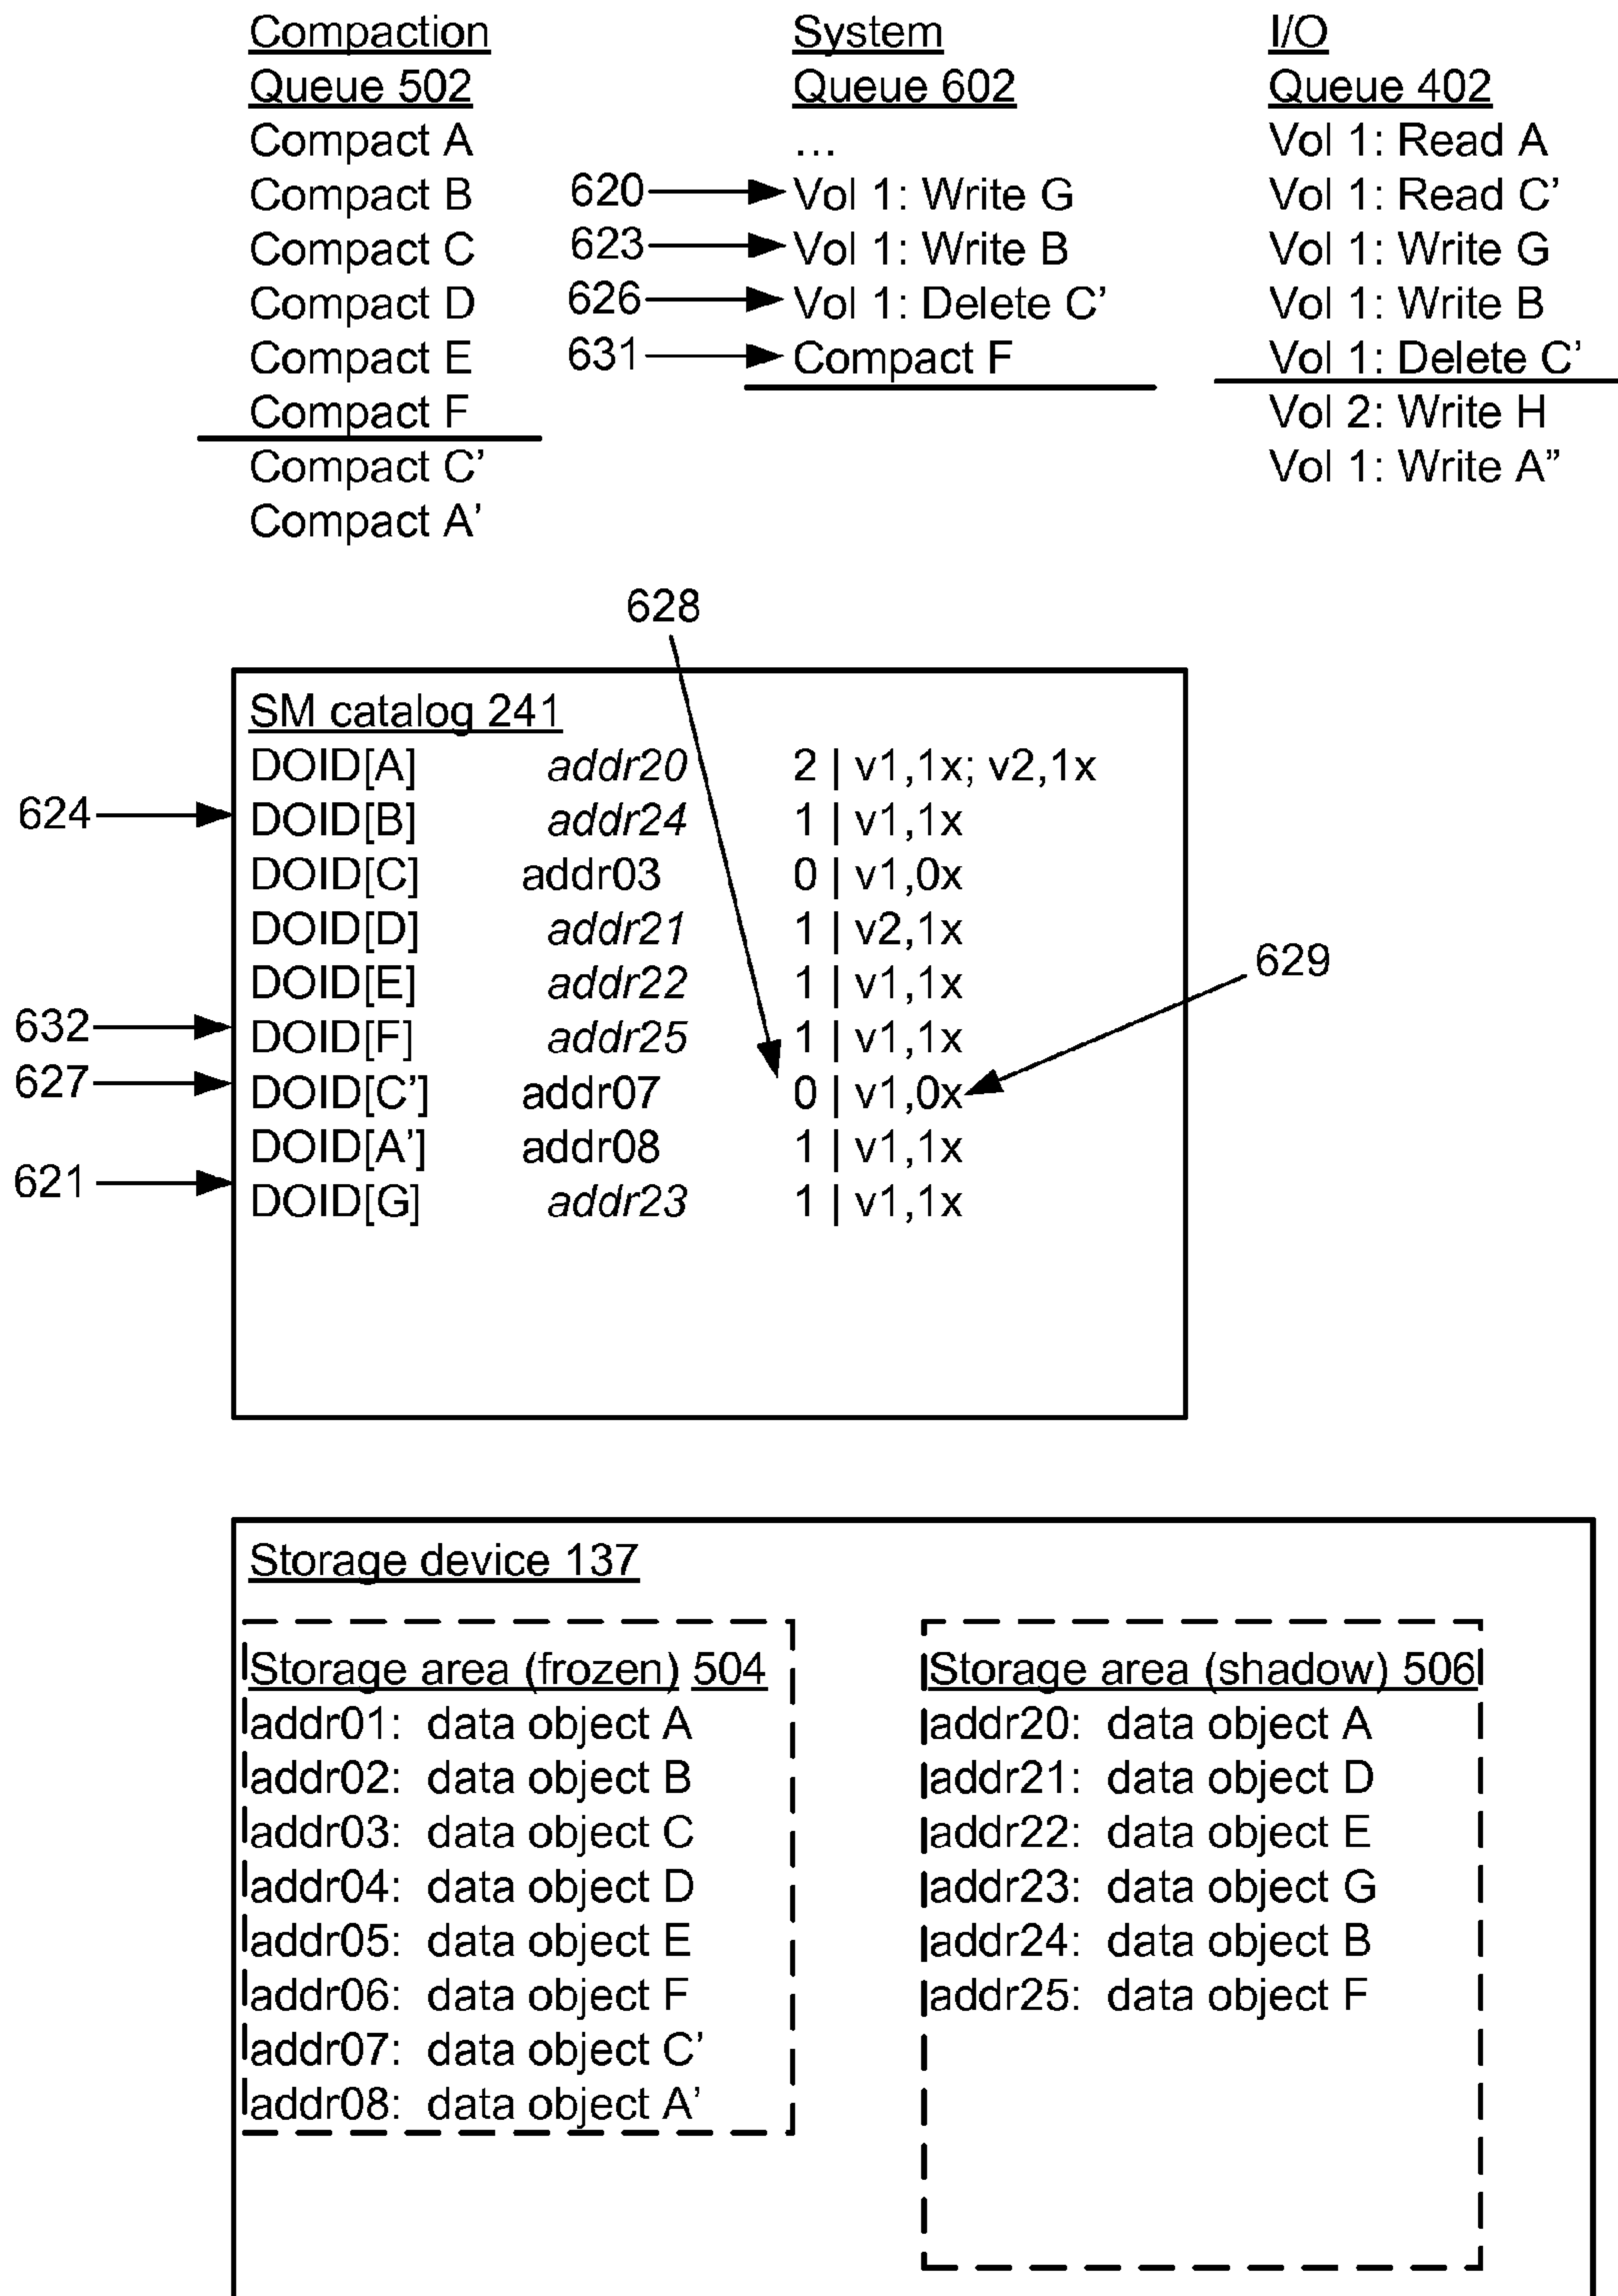 Compaction System I/O
Queue 502 Queue 602 Queue 402
Compact A ... Vol 1: Read A
Compact B 620 Vol 1: Write G Vol 1: Read C’
Compact C 623 Vol 1: Write B Vol 1: Write G
Compact D 626 Vol 1: Delete C’ Vol 1: Write B
Compact E 631 Compact F Vol 1: Delete C’
Compact F Vol 2: Write H
Compact C’ Vol 1: Write A”
Compact A’
628
SM catalog 241
DOID[A] addr20 2 | v1,1x; v2,1x
624 DOID[B] addr24 1 | v1,1x
DOID[C] addr03 0 | v1,0x
DOID[D] addr21 1 | v2,1x
DOID[E] addr22 1 | v1,1x 629
632 DOID[F] addr25 1 | v1,1x
627 DOID[C’] addr07 0 | v1,0x
DOID[A’] addr08 1 | v1,1x
621 DOID[G] addr23 1 | v1,1x
Storage device 137
Storage area (frozen) 504 Storage area (shadow) 506
addr01: data object A addr20: data object A
addr02: data object B addr21: data object D
addr03: data object C addr22: data object E
addr04: data object D addr23: data object G
addr05: data object E addr24: data object B
addr06: data object F addr25: data object F
addr07: data object C’
addr08: data object A’